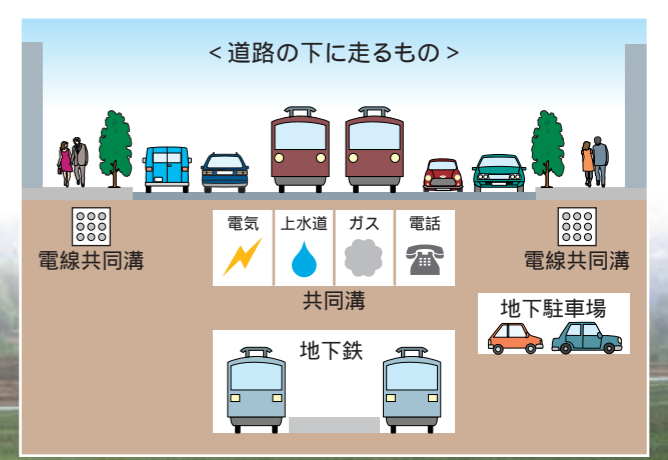 <道路の下に走るもの>
電気
上水道
ガス
電話
電線共同溝
電線共同溝
共同溝
地下駐車場
地下鉄